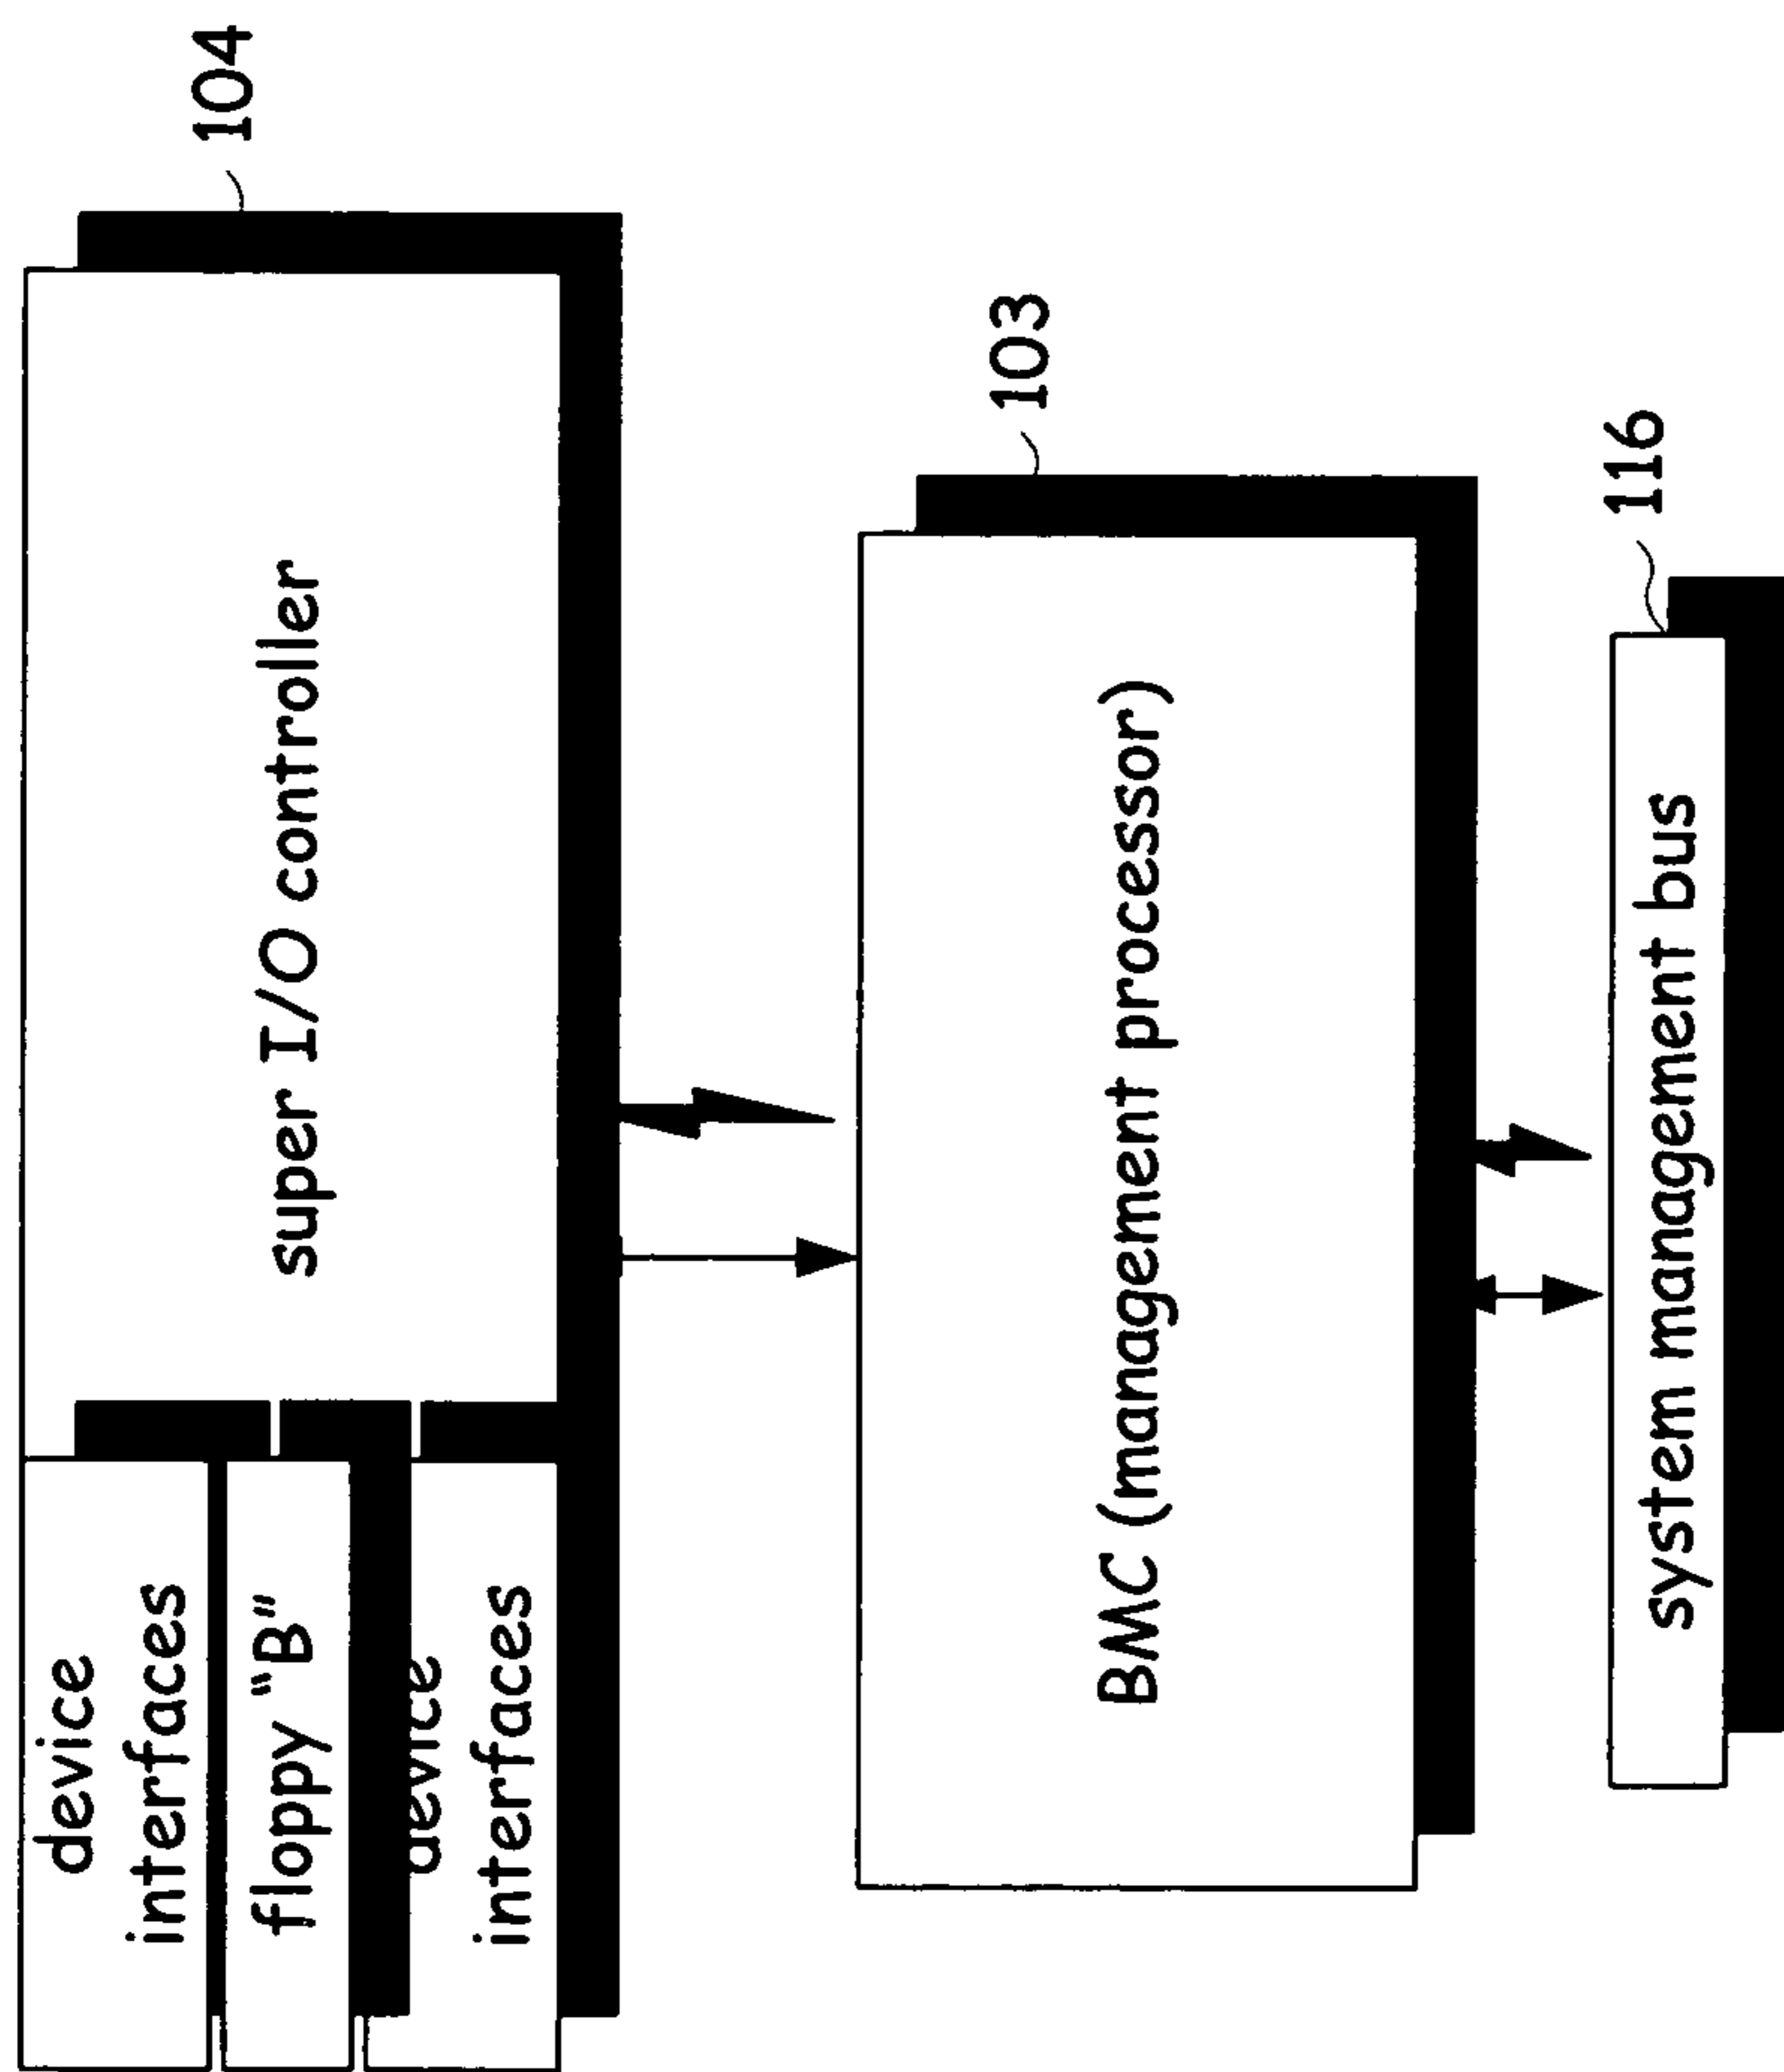 device
interfaces
floppy "B"
device
interfaces
super I/O controller
104
BMC (management processor)
103
system management bus
116